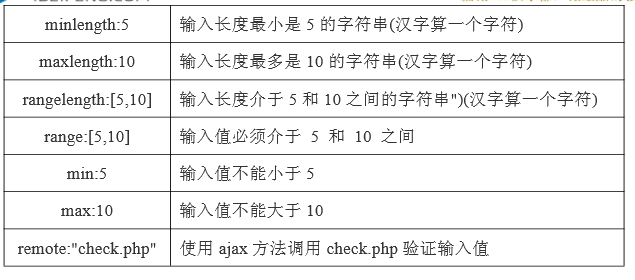 minlength:5 输入长度最小是 5 的字符串(汉字算一个字符)
maxlength:10 输入长度最多是 10 的字符串(汉字算一个字符)
rangelength:[5,10] 输入长度介于 5 和 10 之间的字符串")(汉字算一个字符)
range:[5,10] 输入值必须介于 5 和 10 之间
min:5 输入值不能小于 5
max:10 输入值不能大于 10
remote:"check.php" 使用 ajax 方法调用 check.php 验证输入值